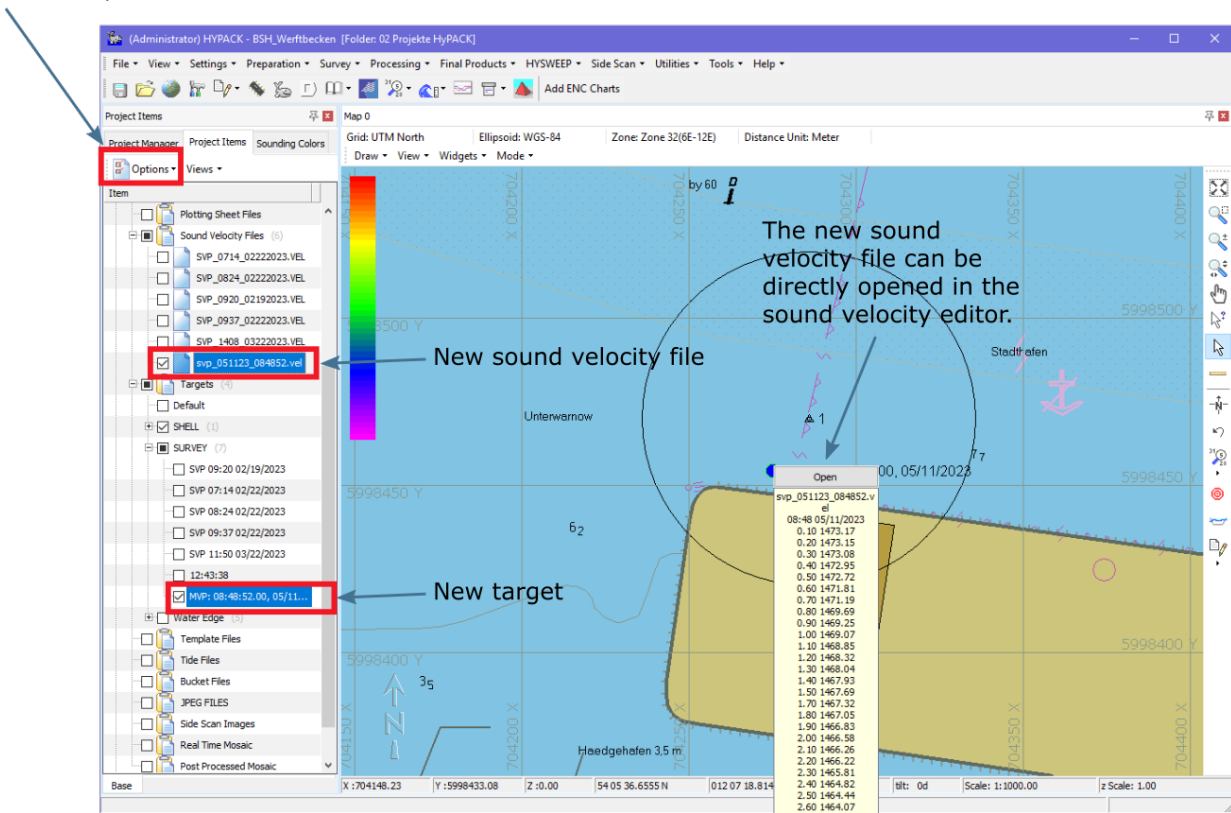 (Administrator) HYPACK - BSH_Werftbecken [Folder: 02 Projekte HyPACK]
File View Settings Preparation Survey Processing Final Products HYSWEEP Side Scan Utilities Tools Help
Add ENC Charts
Project Items
Map 0
Project Manager Project Items Sounding Colors
Grid: UTM North Ellipsoid: WGS-84 Zone: Zone 32(6E-12E) Distance Unit: Meter
Options Views
Draw View Widgets Mode
Item
Plotting Sheet Files
Sound Velocity Files (6)
SVP_0714_02222023.VEL
SVP_0824_02222023.VEL
SVP_0920_02192023.VEL
SVP_0937_02222023.VEL
SVP_1408_03222023.VEL
svp_051123_084852.vel
Targets (4)
Default
SHELL (1)
SURVEY (7)
SVP 09:20 02/19/2023
SVP 07:14 02/22/2023
SVP 08:24 02/22/2023
SVP 09:37 02/22/2023
SVP 11:50 03/22/2023
12:43:38
MVP: 08:48:52.00, 05/11...
Water Edge (5)
Template Files
Tide Files
Bucket Files
JPEG FILES
Side Scan Images
Real Time Mosaic
Post Processed Mosaic
Base
704200 X
704250 X
704300 X
704350 X
704400 X
by 60
The new sound
velocity file can be
directly opened in the
sound velocity editor.
5998500 Y
New sound velocity file
Stadthafen
Unterwarnow
1
77
00, 05/11/2023
5998450 Y
5998450 Y
62
New target
5998400 Y
5998400 Y
35
N
Haedgehafen 3,5 m
704150 X
704200 X
704350 X
704400 X
Open
svp_051123_084852.v
el
08:48 05/11/2023
0.10 1473.17
0.20 1473.15
0.30 1473.08
0.40 1472.95
0.50 1472.72
0.60 1471.81
0.70 1471.19
0.80 1469.69
0.90 1469.25
1.00 1469.07
1.10 1468.85
1.20 1468.32
1.30 1468.04
1.40 1467.93
1.50 1467.69
1.70 1467.32
1.80 1467.05
1.90 1466.83
2.00 1466.58
2.10 1466.26
2.20 1466.22
2.30 1465.81
2.40 1464.82
2.50 1464.44
2.60 1464.07
X :704148.23 Y :5998433.08 Z :0.00 54 05 36.6555 N 012 07 18.814 tilt: 0d Scale: 1:1000.00 z Scale: 1.00